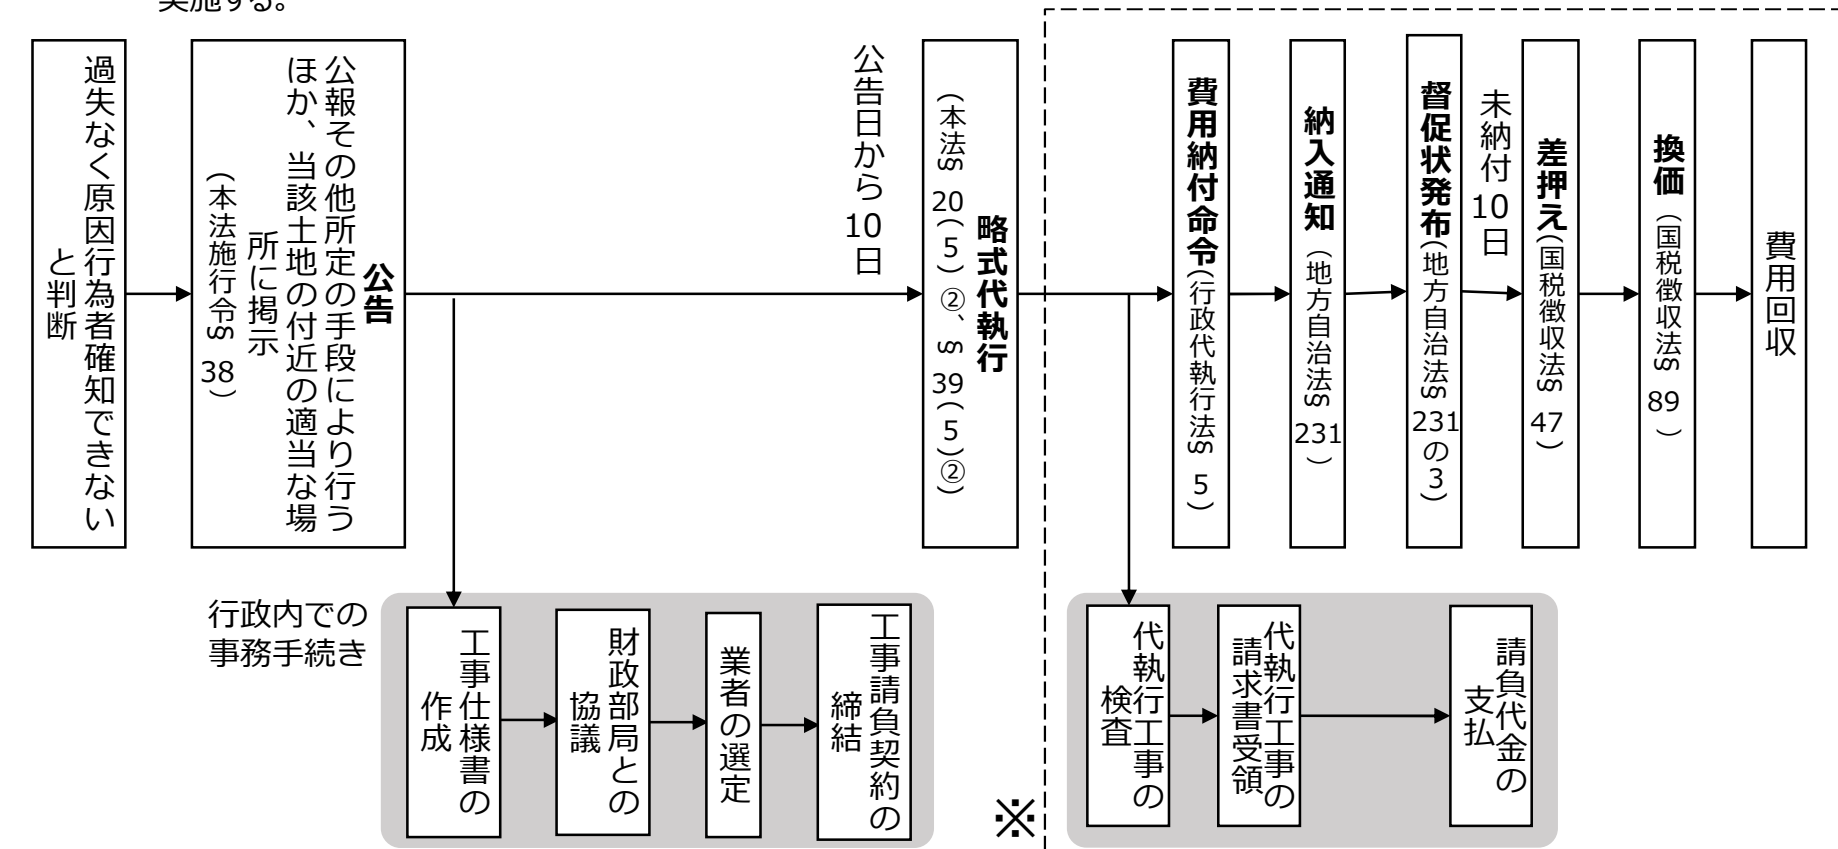 実施する。
過失なく原因行為者確知できない
と判断
公告
公報その他所定の手段により行う
ほか、当該土地の付近の適当な場
所に掲示
（本法施行令§38）
公告日から10日
略式代執行
（本法§20(5)②、§39(5)②）
費用納付命令（行政代執行法§5）
納入通知（地方自治法§231）
督促状発布（地方自治法§231の3）
未納付10日
差押え（国税徴収法§47）
換価（国税徴収法§89）
費用回収
行政内での
事務手続き
工事仕様書の
作成
財政部局との
協議
業者の選定
工事請負契約の
締結
※
代執行工事の
検査
代執行工事の
請求書受領
請負代金の
支払